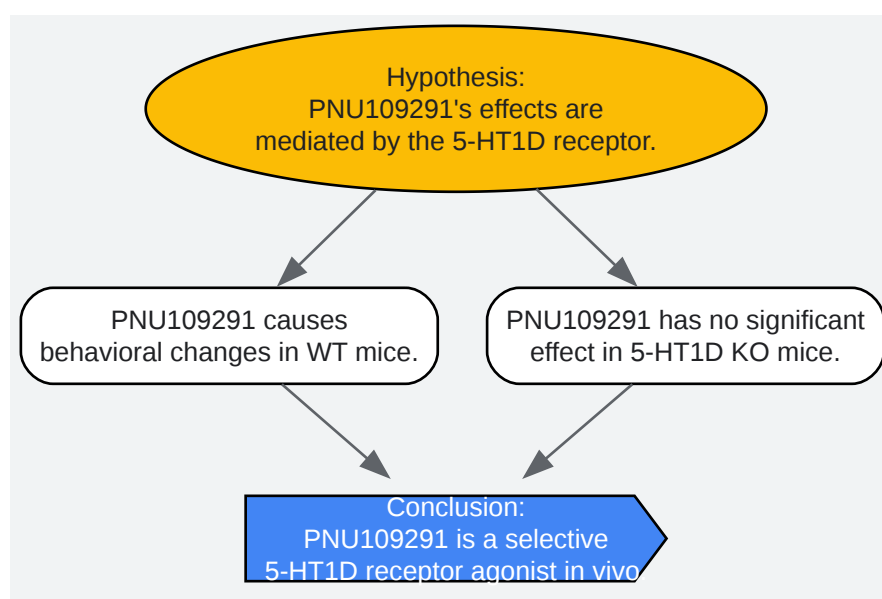 Hypothesis:
PNU109291's effects are
mediated by the 5-HT1D receptor.
PNU109291 causes
behavioral changes in WT mice.
PNU109291 has no significant
effect in 5-HT1D KO mice.
Conclusion:
PNU109291 is a selective
5-HT1D receptor agonist in vivo.